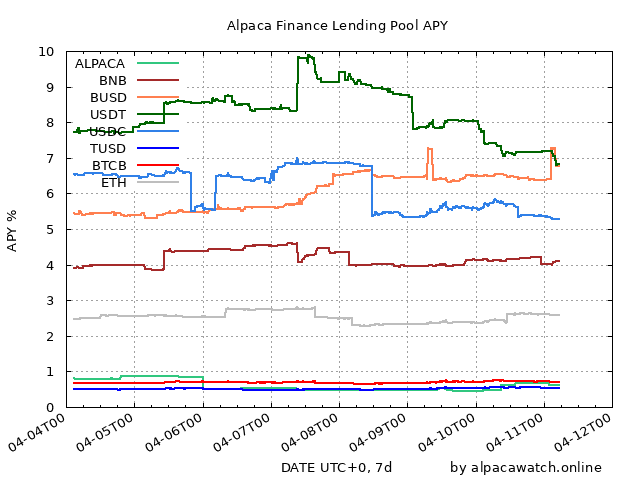 Alpaca Finance Lending Pool APY
10
9
8
7
6
5
4
3
2
1
0
APY %
ALPACA
BNB
BUSD
USDT
USDC
TUSD
BTCB
ETH
04-04T00
04-05T00
04-06T00
04-07T00
04-08T00
04-09T00
04-10T00
04-11T00
04-12T00
DATE UTC+0, 7d
by alpacawatch.online